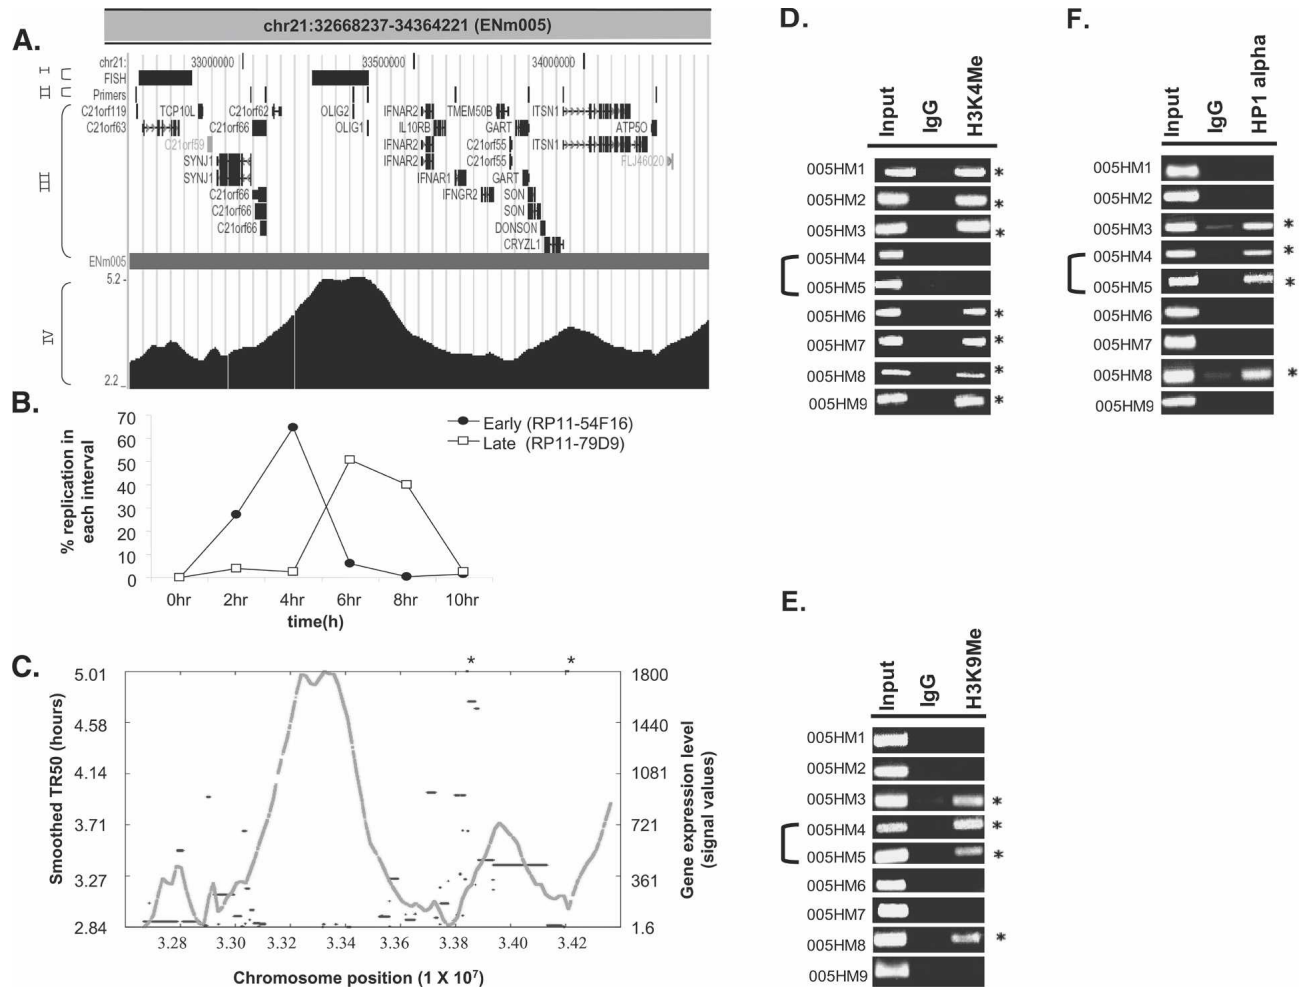 chr21:32668237-34364221 (ENm005)
A.
chr21: 33000000 33500000 34000000
I FISH
II Primers
III
C21orf119 TCP10L C21orf62 OLIG2 IFNAR2 TMEM50B ITSN1
C21orf63 C21orf66 OLIG1 IL10RB GART ITSN1 ATP5O
C21orf59 IFNAR2 C21orf55 ITSN1
SYNJ1 IFNAR2 C21orf55 FLJ46020
SYNJ1 IFNAR1 GART
C21orf66 IFNGR2 SON
C21orf66 SON
C21orf66 DONSON
CRYZL1
ENm005
5.2
IV
2.2
B.
% replication in
each interval
70
60
50
40
30
20
10
0
0hr 2hr 4hr 6hr 8hr 10hr
time(h)
Early (RP11-54F16)
Late (RP11-79D9)
C.
* *
Smoothed TR50 (hours)
5.01
4.58
4.14
3.71
3.27
2.84
1800
1440
1081
721
361
1.6
Gene expression level
(signal values)
3.28 3.30 3.32 3.34 3.36 3.38 3.40 3.42
Chromosome position (1 X 10⁷)
D.
Input IgG H3K4Me
005HM1 *
005HM2 *
005HM3 *
005HM4
005HM5
005HM6 *
005HM7 *
005HM8 *
005HM9 *
E.
Input IgG H3K9Me
005HM1
005HM2
005HM3 *
005HM4 *
005HM5 *
005HM6
005HM7
005HM8 *
005HM9
F.
Input IgG HP1 alpha
005HM1
005HM2
005HM3 *
005HM4 *
005HM5 *
005HM6
005HM7
005HM8 *
005HM9